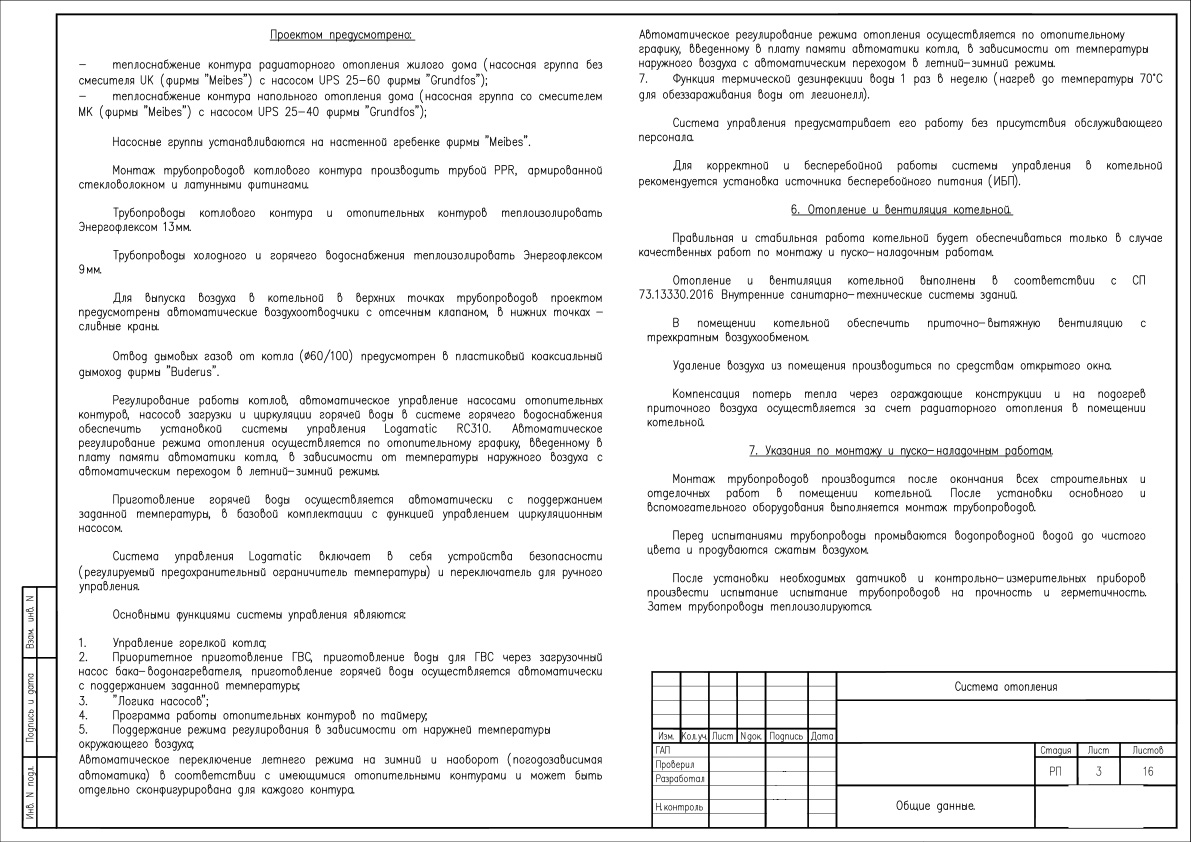 Проектом предусмотрено:
– теплоснабжение контура радиаторного отопления жилого дома (насосная группа без
смесителя UK (фирмы "Meibes") с насосом UPS 25–60 фирмы "Grundfos");
– теплоснабжение контура напольного отопления дома (насосная группа со смесителем
МК (фирмы "Meibes") с насосом UPS 25–40 фирмы "Grundfos");
Насосные группы устанавливаются на настенной гребенке фирмы "Meibes".
Монтаж трубопроводов котлового контура производить трубой PPR, армированной
стекловолокном и латунными фитингами.
Трубопроводы котлового контура и отопительных контуров теплоизолировать
Энергофлексом 13мм.
Трубопроводы холодного и горячего водоснабжения теплоизолировать Энергофлексом
9мм.
Для выпуска воздуха в котельной в верхних точках трубопроводов проектом
предусмотрены автоматические воздухоотводчики с отсечным клапаном, в нижних точках –
сливные краны.
Отвод дымовых газов от котла (⌀60/100) предусмотрен в пластиковый коаксиальный
дымоход фирмы "Buderus".
Регулирование работы котлов, автоматическое управление насосами отопительных
контуров, насосов загрузки и циркуляции горячей воды в системе горячего водоснабжения
обеспечить установкой системы управления Logamatic RC310. Автоматическое
регулирование режима отопления осуществляется по отопительному графику, введенному в
плату памяти автоматики котла, в зависимости от температуры наружного воздуха с
автоматическим переходом в летний–зимний режимы.
Приготовление горячей воды осуществляется автоматически с поддержанием
заданной температуры, в базовой комплектации с функцией управлением циркуляционным
насосом.
Система управления Logamatic включает в себя устройства безопасности
(регулируемый предохранительный ограничитель температуры) и переключатель для ручного
управления.
Основными функциями системы управления являются:
1. Управление горелкой котла;
2. Приоритетное приготовление ГВС, приготовление воды для ГВС через загрузочный
насос бака–водонагревателя, приготовление горячей воды осуществляется автоматически
с поддержанием заданной температуры;
3. "Логика насосов";
4. Программа работы отопительных контуров по таймеру;
5. Поддержание режима регулирования в зависимости от наружней температуры
окружающего воздуха;
Автоматическое переключение летнего режима на зимний и наоборот (погодозависимая
автоматика) в соответствии с имеющимися отопительными контурами и может быть
отдельно сконфигурирована для каждого контура.
Автоматическое регулирование режима отопления осуществляется по отопительному
графику, введенному в плату памяти автоматики котла, в зависимости от температуры
наружного воздуха с автоматическим переходом в летний–зимний режимы.
7. Функция термической дезинфекции воды 1 раз в неделю (нагрев до температуры 70°С
для обеззараживания воды от легионелл).
Система управления предусматривает его работу без присутствия обслуживающего
персонала.
Для корректной и бесперебойной работы системы управления в котельной
рекомендуется установка источника бесперебойного питания (ИБП).
6. Отопление и вентиляция котельной.
Правильная и стабильная работа котельной будет обеспечиваться только в случае
качественных работ по монтажу и пуско–наладочным работам.
Отопление и вентиляция котельной выполнены в соответствии с СП
73.13330.2016 Внутренние санитарно–технические системы зданий.
В помещении котельной обеспечить приточно–вытяжную вентиляцию с
трехкратным воздухообменом.
Удаление воздуха из помещения производиться по средствам открытого окна.
Компенсация потерь тепла через ограждающие конструкции и на подогрев
приточного воздуха осуществляется за счет радиаторного отопления в помещении
котельной.
7. Указания по монтажу и пуско–наладочным работам.
Монтаж трубопроводов производится после окончания всех строительных и
отделочных работ в помещении котельной. После установки основного и
вспомогательного оборудования выполняется монтаж трубопроводов.
Перед испытаниями трубопроводы промываются водопроводной водой до чистого
цвета и продуваются сжатым воздухом.
После установки необходимых датчиков и контрольно–измерительных приборов
произвести испытание испытание трубопроводов на прочность и герметичность.
Затем трубопроводы теплоизолируются.
Взам. инв. N
Подпись и дата
Инв. N подл.
Система отопления
Изм. Кол.уч. Лист Nдок. Подпись Дата
ГАП Стадия Лист Листов
Проверил
РП 3 16
Разработал
Н.контроль
Общие данные.